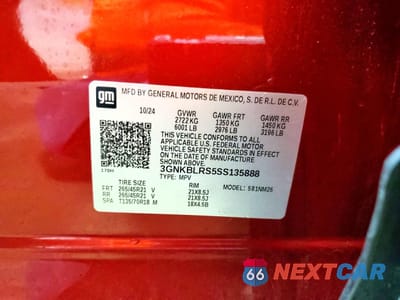 gm
MFD BY GENERAL MOTORS DE MEXICO, S. DE R.L. DE C.V.
10/24 GVWR GAWR FRT GAWR RR
2722 KG 1350 KG 1450 KG
6001 LB 2976 LB 3196 LB
THIS VEHICLE CONFORMS TO ALL
APPLICABLE U.S. FEDERAL MOTOR
VEHICLE SAFETY STANDARDS IN EFFECT
ON THE DATE OF MANUFACTURE
SHOWN ABOVE.
3GNKBLRS5SS135888
TYPE: MPV MODEL: 581NM26
TIRE SIZE RIM
FRT 265/45R21 V 21X8.5J
RR 265/45R21 V 21X8.5J
SPA T135/70R18 M 18X4.5B
66 NEXTCAR